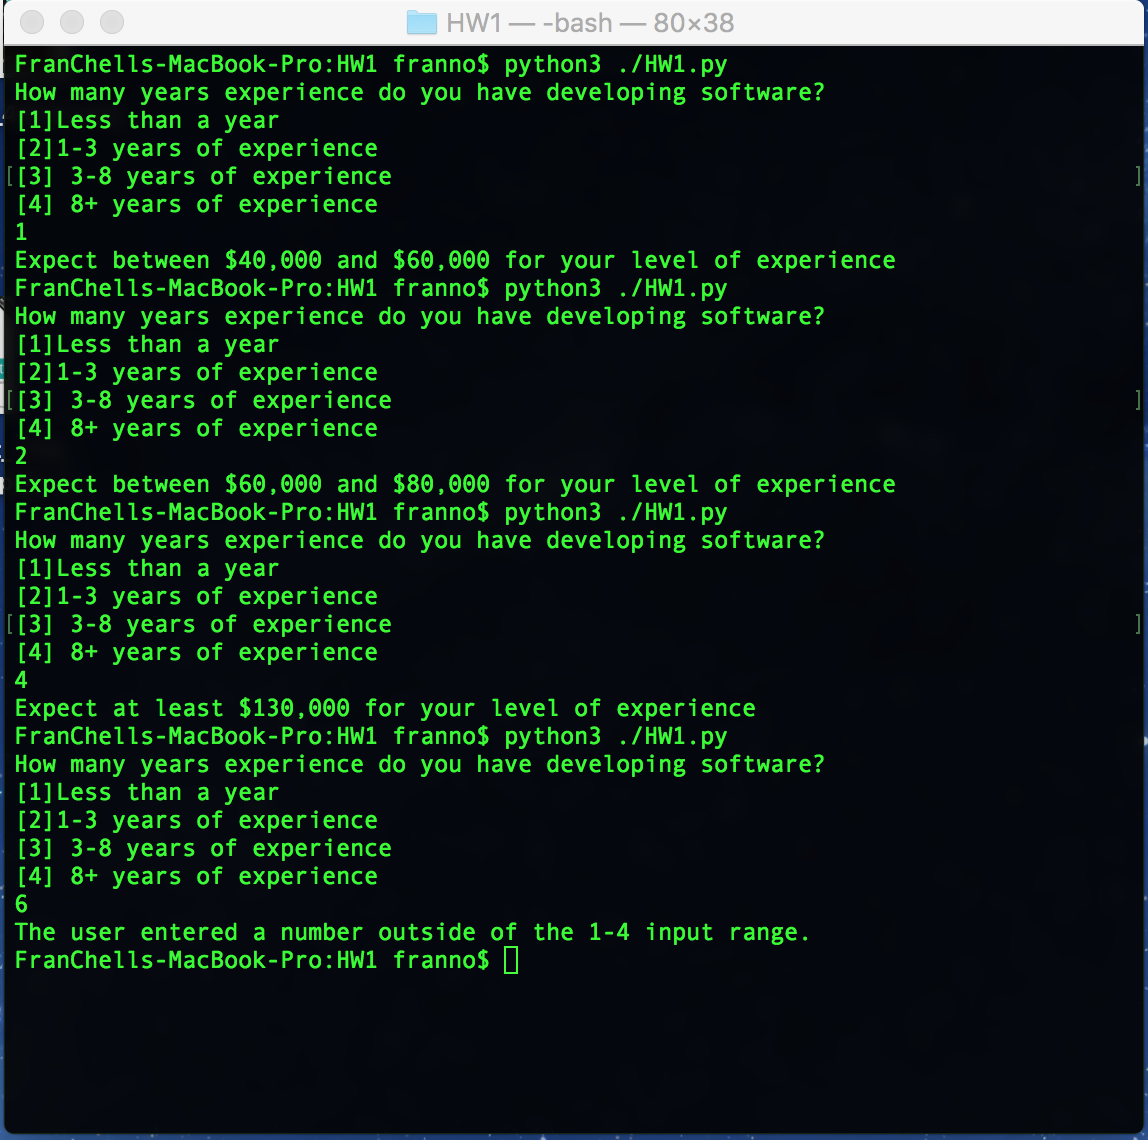 HW1 — -bash — 80×38
FranChells-MacBook-Pro:HW1 franno$ python3 ./HW1.py
How many years experience do you have developing software?
[1]Less than a year
[2]1-3 years of experience
[[3] 3-8 years of experience ]
[4] 8+ years of experience
1
Expect between $40,000 and $60,000 for your level of experience
FranChells-MacBook-Pro:HW1 franno$ python3 ./HW1.py
How many years experience do you have developing software?
[1]Less than a year
[2]1-3 years of experience
[[3] 3-8 years of experience ]
[4] 8+ years of experience
2
Expect between $60,000 and $80,000 for your level of experience
FranChells-MacBook-Pro:HW1 franno$ python3 ./HW1.py
How many years experience do you have developing software?
[1]Less than a year
[2]1-3 years of experience
[[3] 3-8 years of experience ]
[4] 8+ years of experience
4
Expect at least $130,000 for your level of experience
FranChells-MacBook-Pro:HW1 franno$ python3 ./HW1.py
How many years experience do you have developing software?
[1]Less than a year
[2]1-3 years of experience
[3] 3-8 years of experience
[4] 8+ years of experience
6
The user entered a number outside of the 1-4 input range.
FranChells-MacBook-Pro:HW1 franno$